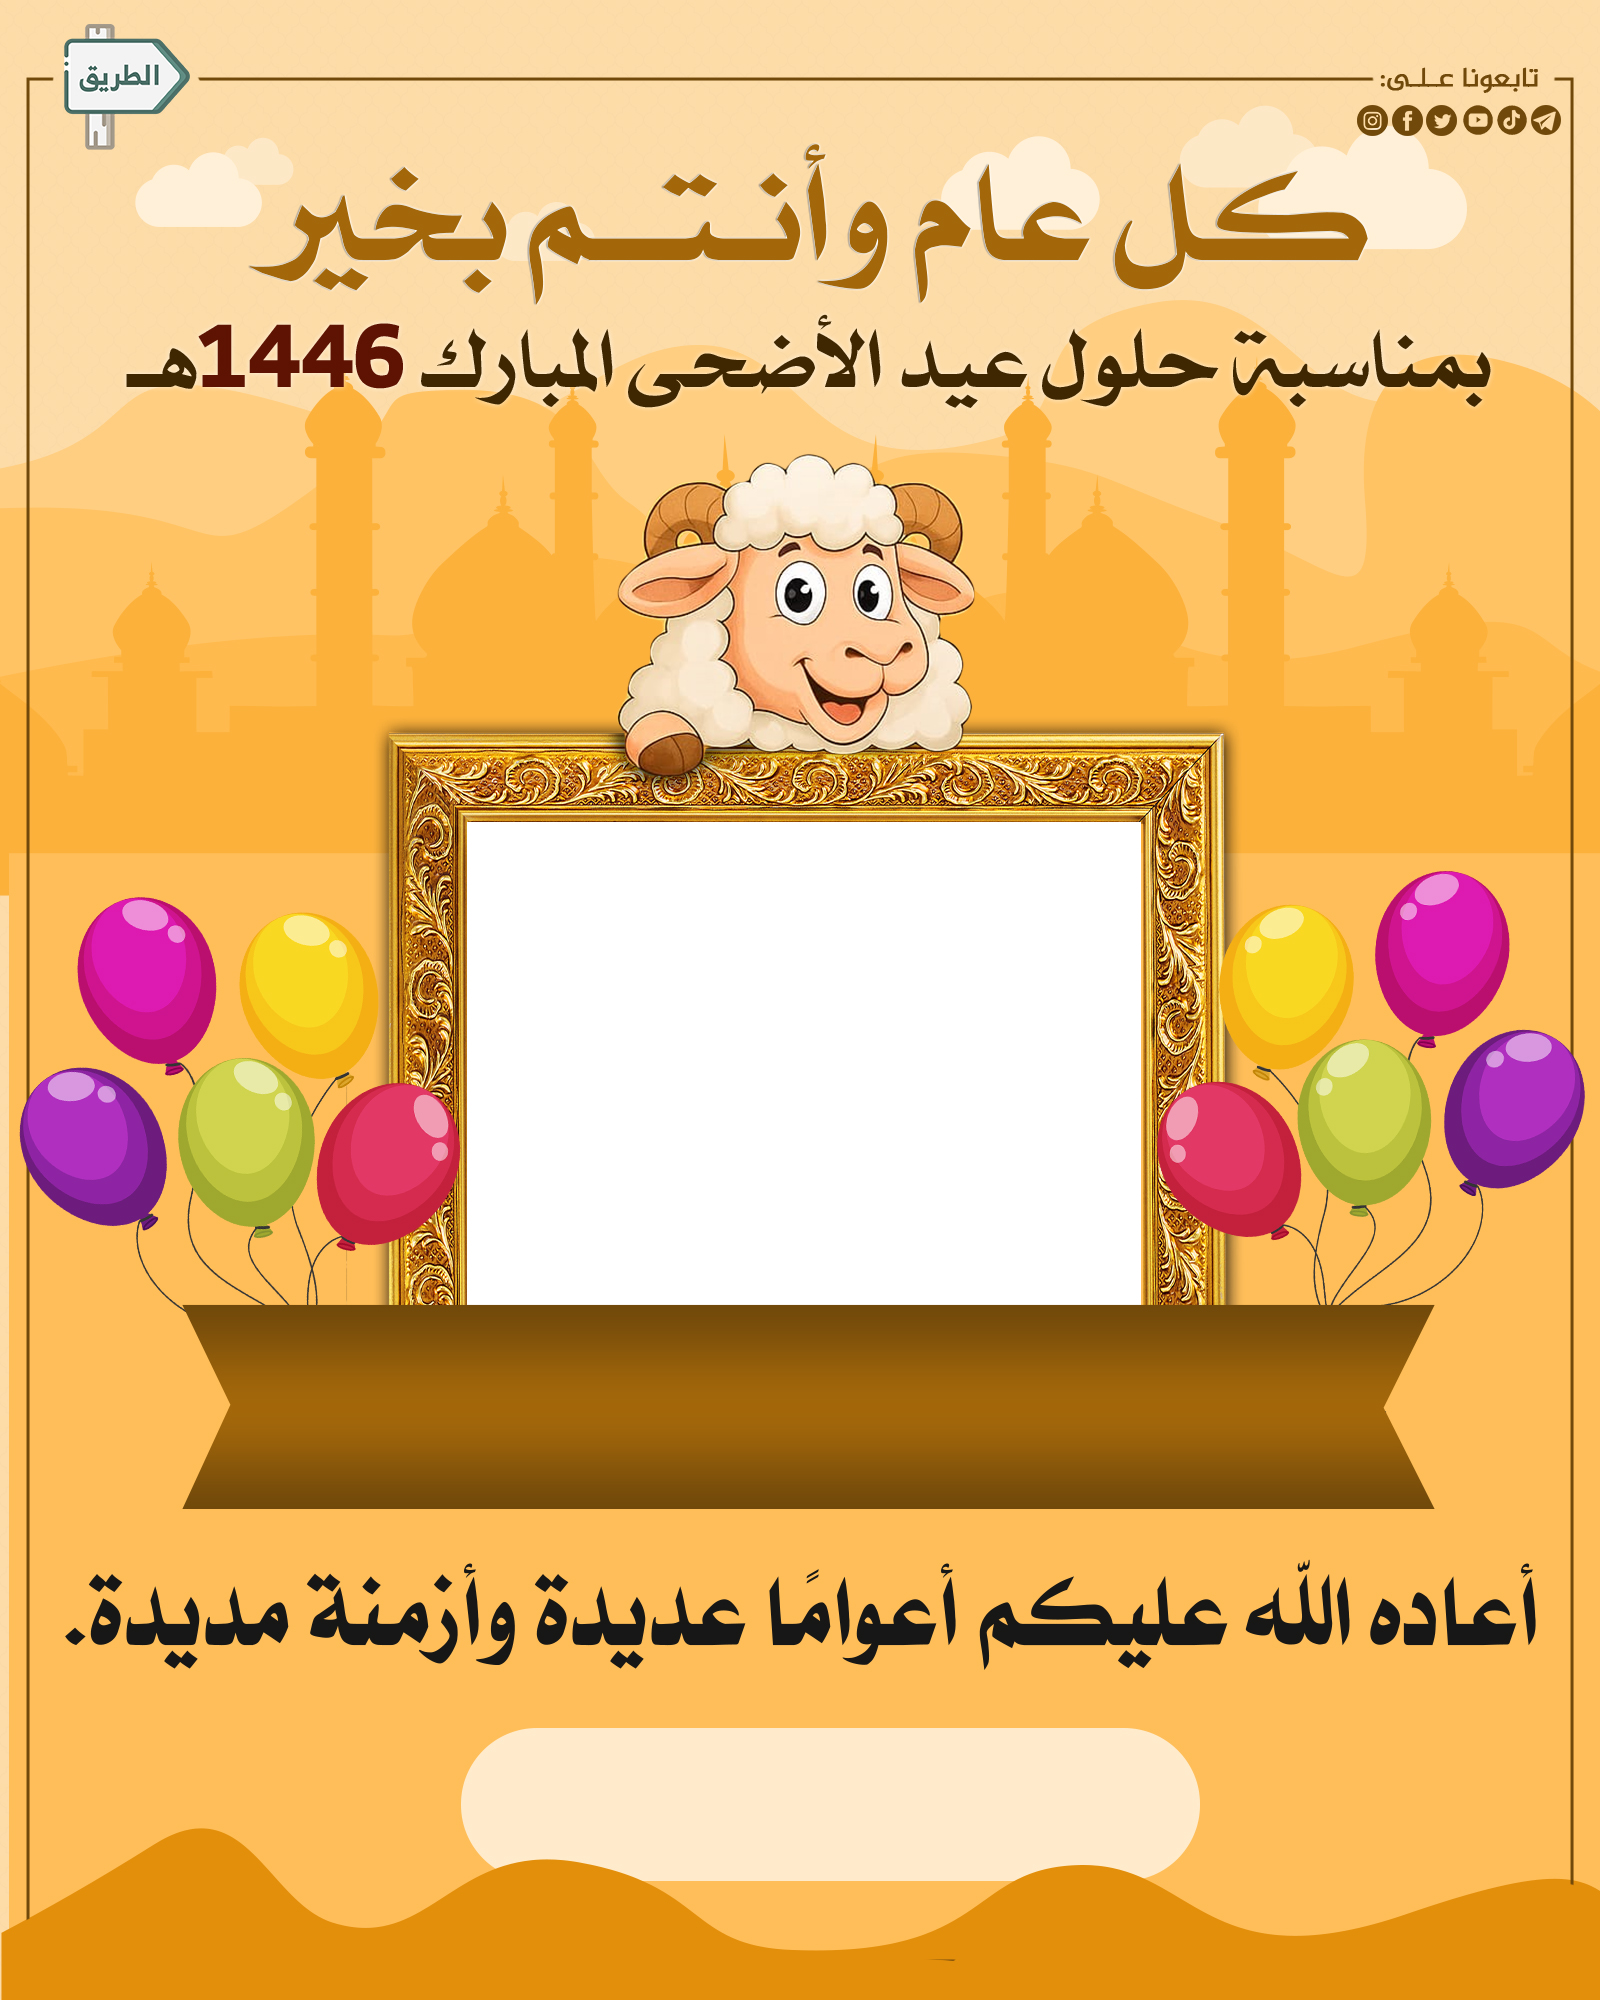 الطريق
تابعونا على:
كل عام وأنتم بخير
بمناسبة حلول عيد الأضحى المبارك 1446هـ
أعاده اللّه عليكم أعوامًا عديدة وأزمنة مديدة.